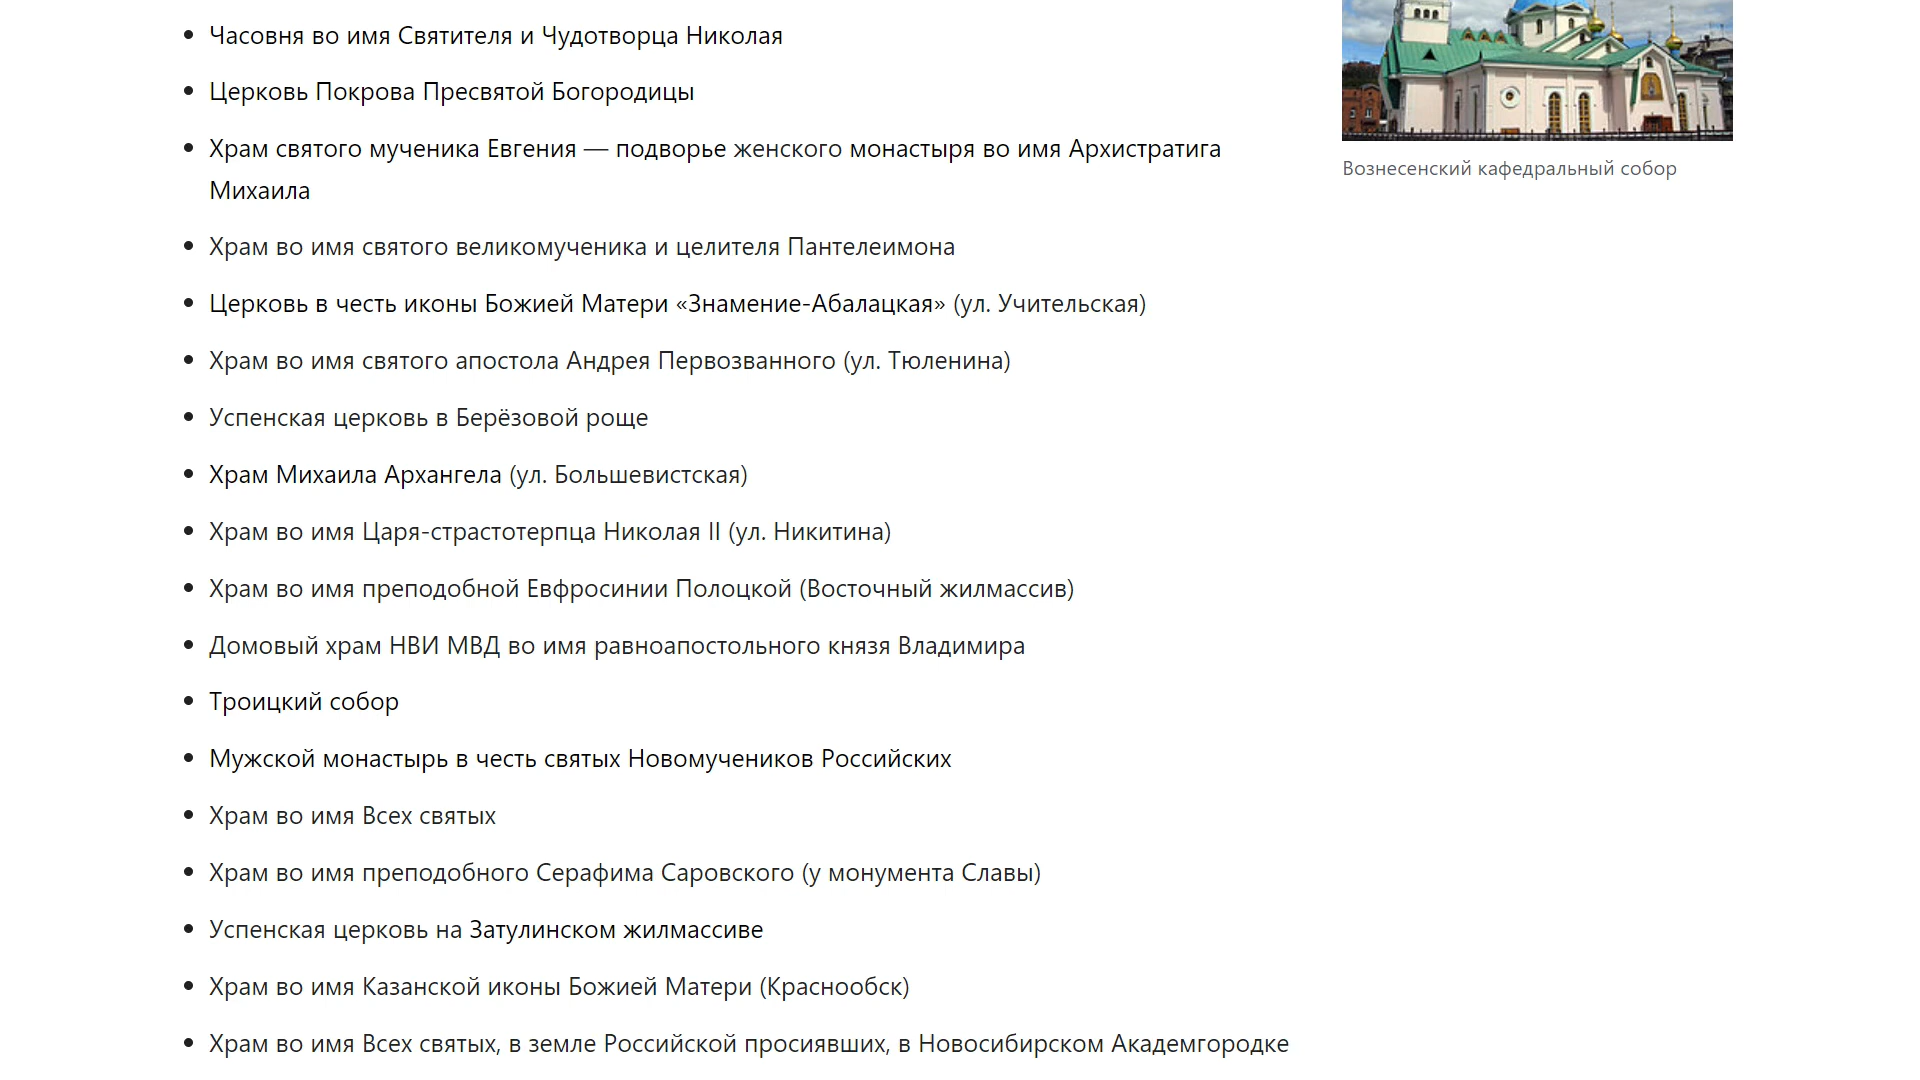 Часовня во имя Святителя и Чудотворца Николая
Церковь Покрова Пресвятой Богородицы
Храм святого мученика Евгения — подворье женского монастыря во имя Архистратига
Михаила
Храм во имя святого великомученика и целителя Пантелеимона
Церковь в честь иконы Божией Матери «Знамение-Абалацкая» (ул. Учительская)
Храм во имя святого апостола Андрея Первозванного (ул. Тюленина)
Успенская церковь в Берёзовой роще
Храм Михаила Архангела (ул. Большевистская)
Храм во имя Царя-страстотерпца Николая II (ул. Никитина)
Храм во имя преподобной Евфросинии Полоцкой (Восточный жилмассив)
Домовый храм НВИ МВД во имя равноапостольного князя Владимира
Троицкий собор
Мужской монастырь в честь святых Новомучеников Российских
Храм во имя Всех святых
Храм во имя преподобного Серафима Саровского (у монумента Славы)
Успенская церковь на Затулинском жилмассиве
Храм во имя Казанской иконы Божией Матери (Краснообск)
Храм во имя Всех святых, в земле Российской просиявших, в Новосибирском Академгородке
Вознесенский кафедральный собор